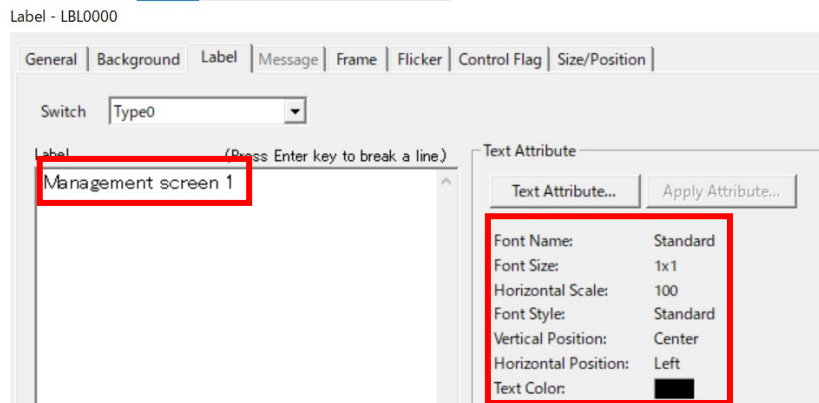 Label - LBL0000
General Background Label Message Frame Flicker Control Flag Size/Position
Switch Type0
Label (Press Enter key to break a line.) Text Attribute
Management screen 1
Text Attribute... Apply Attribute...
Font Name: Standard
Font Size: 1x1
Horizontal Scale: 100
Font Style: Standard
Vertical Position: Center
Horizontal Position: Left
Text Color: